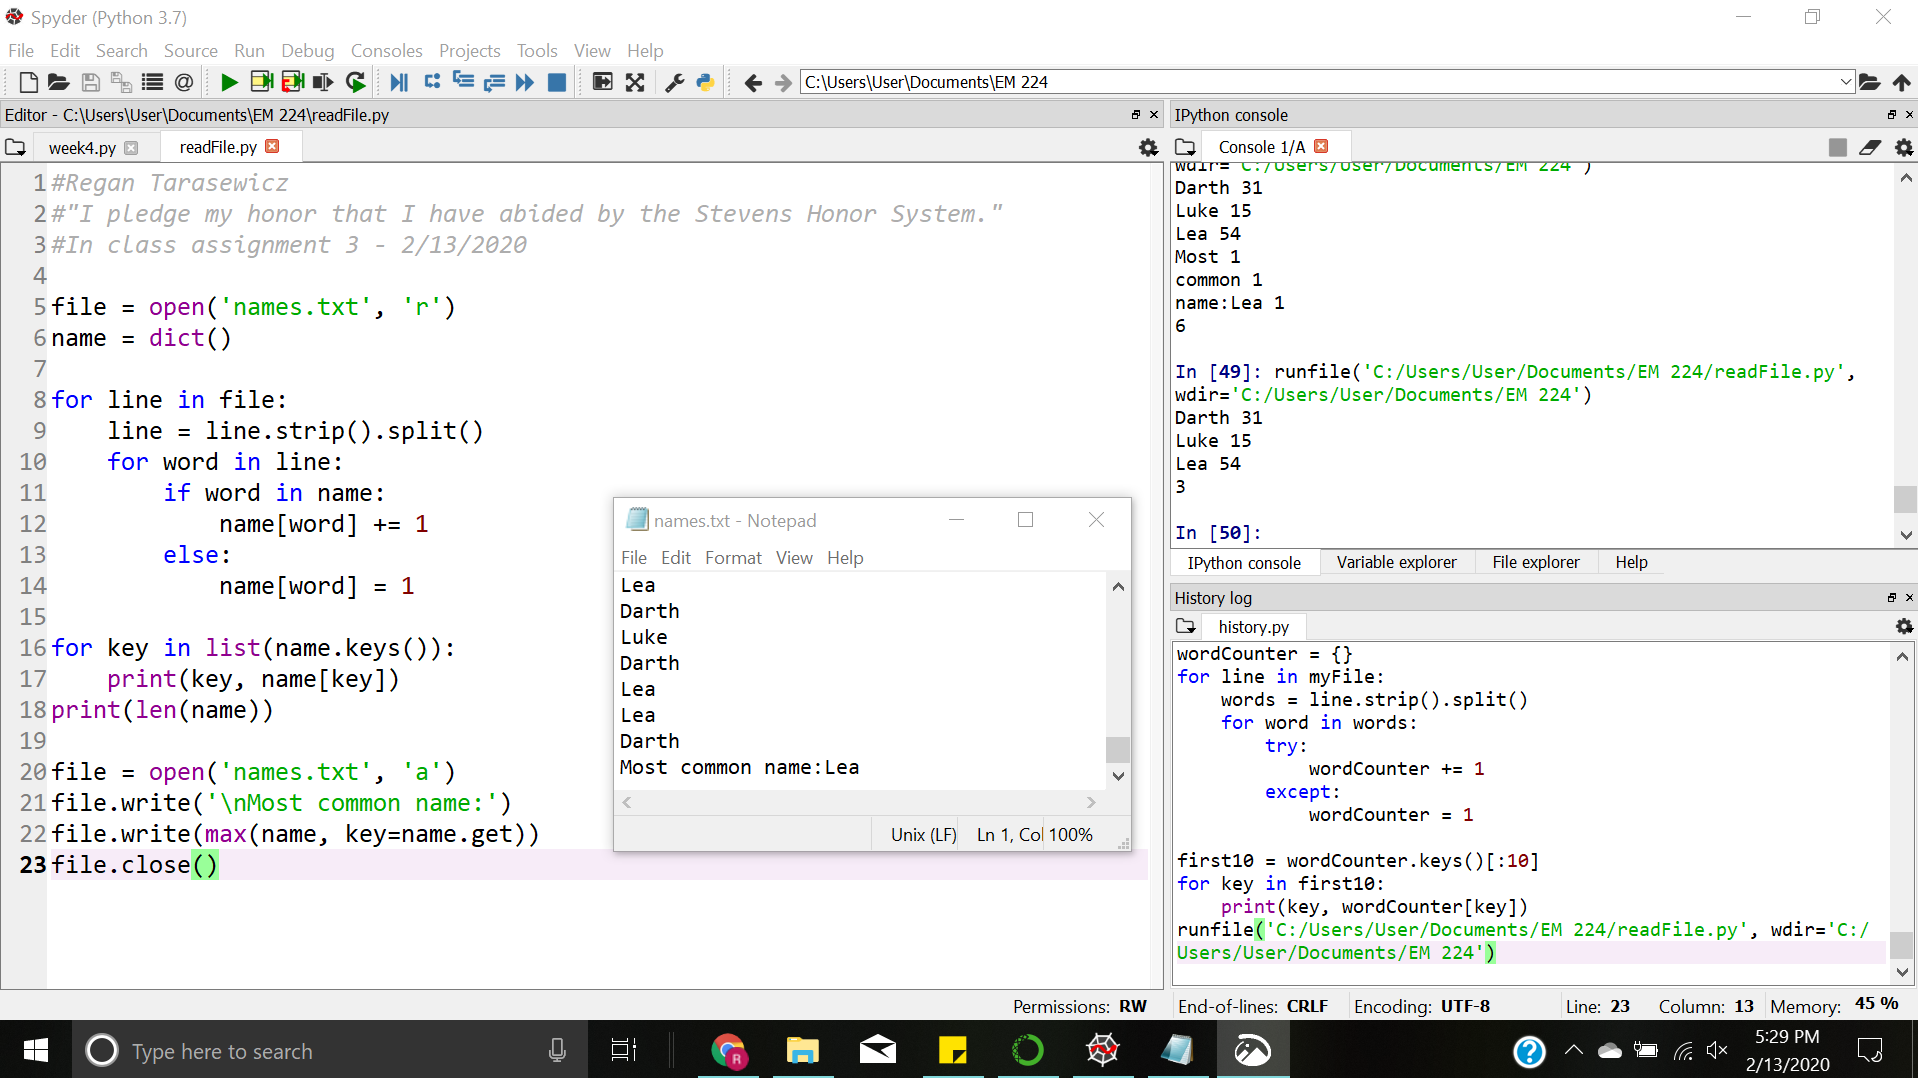 Spyder (Python 3.7)
File Edit Search Source Run Debug Consoles Projects Tools View Help
C:\Users\User\Documents\EM 224
Editor - C:\Users\User\Documents\EM 224\readFile.py
week4.py readFile.py
1 #Regan Tarasewicz
2 #"I pledge my honor that I have abided by the Stevens Honor System."
3 #In class assignment 3 - 2/13/2020
4
5 file = open('names.txt', 'r')
6 name = dict()
7
8 for line in file:
9     line = line.strip().split()
10     for word in line:
11         if word in name:
12             name[word] += 1
13         else:
14             name[word] = 1
15
16 for key in list(name.keys()):
17     print(key, name[key])
18 print(len(name))
19
20 file = open('names.txt', 'a')
21 file.write('\nMost common name:')
22 file.write(max(name, key=name.get))
23 file.close()
names.txt - Notepad
File Edit Format View Help
Lea
Darth
Luke
Darth
Lea
Lea
Darth
Most common name:Lea
Unix (LF) Ln 1, Col 100%
IPython console
Console 1/A
wdir='C:/Users/User/Documents/EM 224')
Darth 31
Luke 15
Lea 54
Most 1
common 1
name:Lea 1
6
In [49]: runfile('C:/Users/User/Documents/EM 224/readFile.py',
wdir='C:/Users/User/Documents/EM 224')
Darth 31
Luke 15
Lea 54
3
In [50]:
IPython console Variable explorer File explorer Help
History log
history.py
wordCounter = {}
for line in myFile:
    words = line.strip().split()
    for word in words:
        try:
            wordCounter += 1
        except:
            wordCounter = 1
first10 = wordCounter.keys()[:10]
for key in first10:
    print(key, wordCounter[key])
runfile('C:/Users/User/Documents/EM 224/readFile.py', wdir='C:/
Users/User/Documents/EM 224')
Permissions: RW End-of-lines: CRLF Encoding: UTF-8 Line: 23 Column: 13 Memory: 45 %
Type here to search
R
5:29 PM
2/13/2020